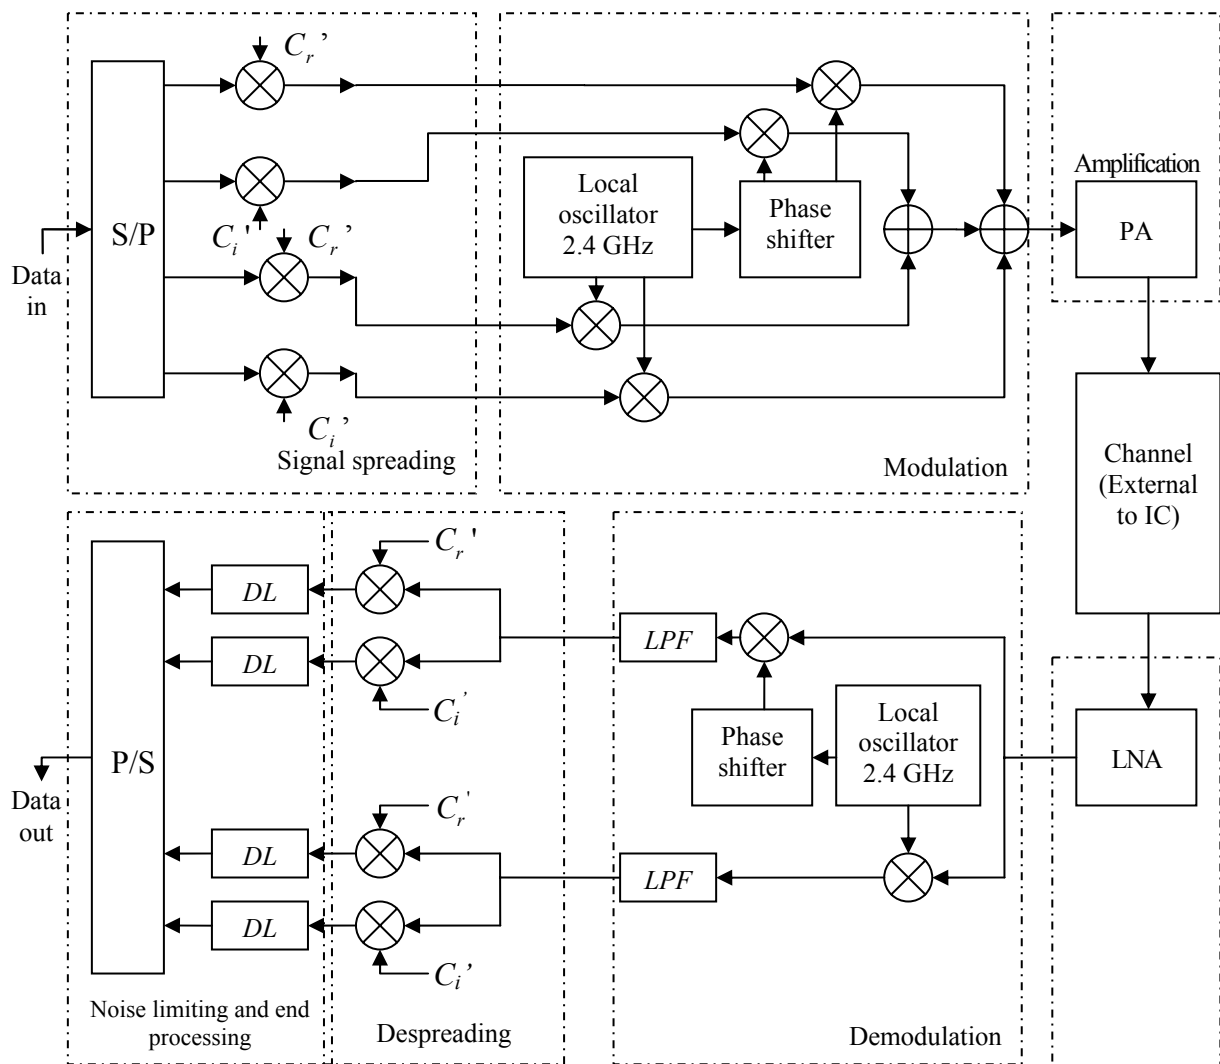 C_r’
S/P
Data
in
C_i'
C_r’
C_i’
Signal spreading
Local
oscillator
2.4 GHz
Phase
shifter
Modulation
Amplification
PA
Channel
(External
to IC)
LNA
C_r'
DL
DL
C_i'
P/S
Data
out
C_r'
DL
DL
C_i’
Noise limiting and end
processing
Despreading
LPF
Phase
shifter
Local
oscillator
2.4 GHz
LPF
Demodulation